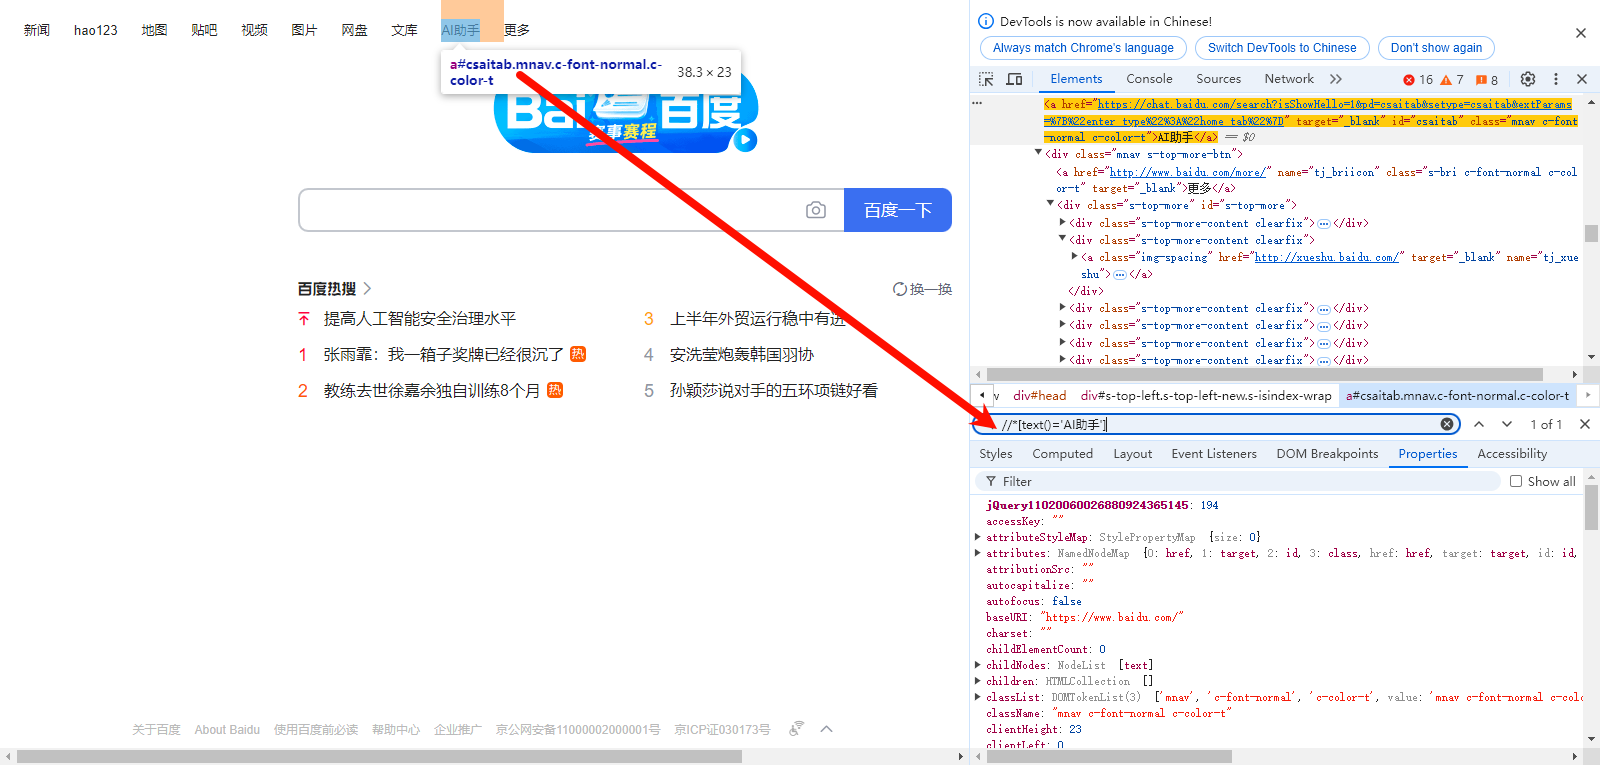 新闻 hao123 地图 贴吧 视频 图片 网盘 文库 AI助手 更多
a#csaitab.mnav.c-font-normal.c-color-t 38.3 × 23
Bai 百度
赛事赛程
百度一下
百度热搜
换一换
提高人工智能安全治理水平
1 张雨霏：我一箱子奖牌已经很沉了 热
2 教练去世徐嘉余独自训练8个月 热
3 上半年外贸运行稳中有进
4 安洗莹炮轰韩国羽协
5 孙颖莎说对手的五环项链好看
关于百度 About Baidu 使用百度前必读 帮助中心 企业推广 京公网安备11000002000001号 京ICP证030173号
DevTools is now available in Chinese!
Always match Chrome's language Switch DevTools to Chinese Don't show again
Elements Console Sources Network 16 7 8
<a href="https://chat.baidu.com/search?isShowHello=1&pd=csaitab&setype=csaitab&extParams
=%7B%22enter_type%22%3A%22home_tab%22%7D" target="_blank" id="csaitab" class="mnav c-font
-normal c-color-t">AI助手</a> == $0
<div class="mnav s-top-more-btn">
<a href="http://www.baidu.com/more/" name="tj_briicon" class="s-bri c-font-normal c-colo
r-t" target="_blank">更多</a>
<div class="s-top-more" id="s-top-more">
<div class="s-top-more-content clearfix">…</div>
<div class="s-top-more-content clearfix">
<a class="img-spacing" href="http://xueshu.baidu.com/" target="_blank" name="tj_xue
shu">…</a>
</div>
<div class="s-top-more-content clearfix">…</div>
<div class="s-top-more-content clearfix">…</div>
<div class="s-top-more-content clearfix">…</div>
<div class="s-top-more-content clearfix">…</div>
v div#head div#s-top-left.s-top-left-new.s-isindex-wrap a#csaitab.mnav.c-font-normal.c-color-t
//*[text()='AI助手'] 1 of 1
Styles Computed Layout Event Listeners DOM Breakpoints Properties Accessibility
Filter Show all
jQuery110200600268809243651​45: 194
accessKey: ""
attributeStyleMap: StylePropertyMap {size: 0}
attributes: NamedNodeMap {0: href, 1: target, 2: id, 3: class, href: href, target: target, id: id,
attributionSrc: ""
autocapitalize: ""
autofocus: false
baseURI: "https://www.baidu.com/"
charset: ""
childElementCount: 0
childNodes: NodeList [text]
children: HTMLCollection []
classList: DOMTokenList(3) ['mnav', 'c-font-normal', 'c-color-t', value: 'mnav c-font-normal c-colo
className: "mnav c-font-normal c-color-t"
clientHeight: 23
clientLeft: 0